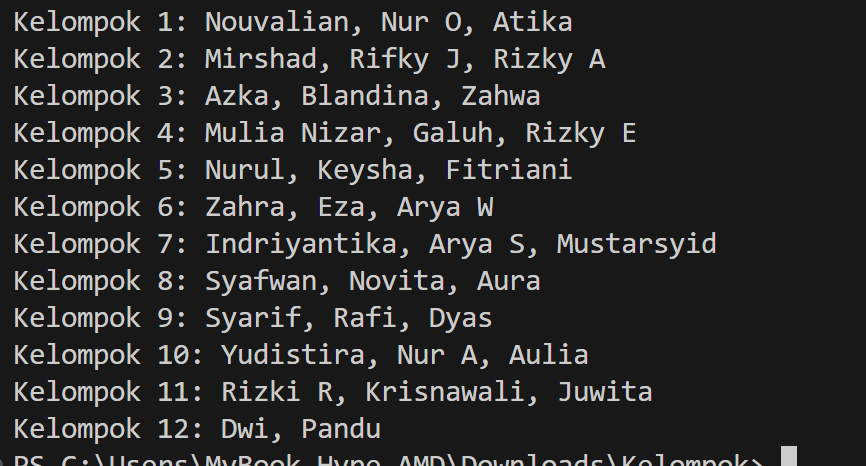 Kelompok 1: Nouvalian, Nur O, Atika
Kelompok 2: Mirshad, Rifky J, Rizky A
Kelompok 3: Azka, Blandina, Zahwa
Kelompok 4: Mulia Nizar, Galuh, Rizky E
Kelompok 5: Nurul, Keysha, Fitriani
Kelompok 6: Zahra, Eza, Arya W
Kelompok 7: Indriyantika, Arya S, Mustarsyid
Kelompok 8: Syafwan, Novita, Aura
Kelompok 9: Syarif, Rafi, Dyas
Kelompok 10: Yudistira, Nur A, Aulia
Kelompok 11: Rizki R, Krisnawali, Juwita
Kelompok 12: Dwi, Pandu
PS C:\Users\MyBook Hype AMD\Downloads\Kelompok>